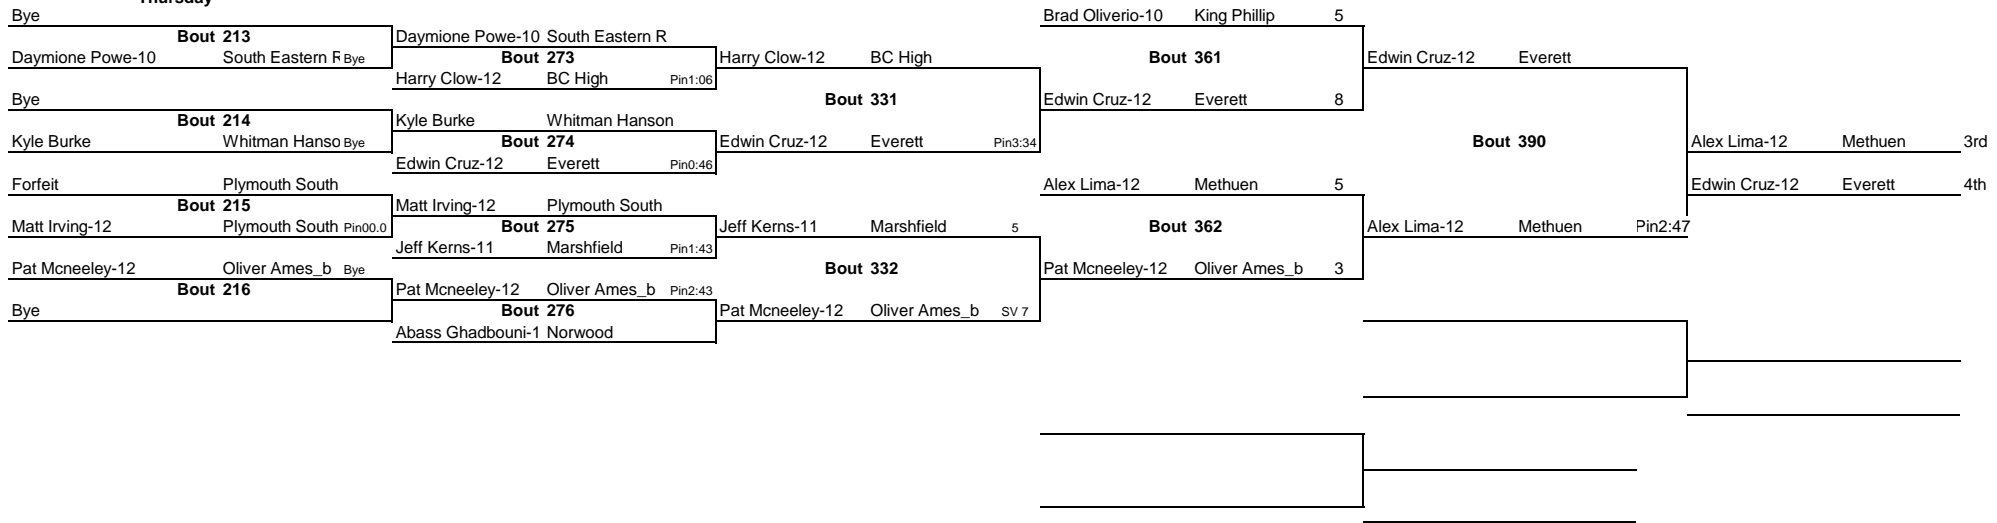 Thursday
Bye Brad Oliverio-10 King Phillip 5
Bout 213 Daymione Powe-10 South Eastern R
Daymione Powe-10 South Eastern R Bye Bout 273 Harry Clow-12 BC High Bout 361 Edwin Cruz-12 Everett
Harry Clow-12 BC High Pin1:06
Bye Bout 331 Edwin Cruz-12 Everett 8
Bout 214 Kyle Burke Whitman Hanson
Kyle Burke Whitman Hanso Bye Bout 274 Edwin Cruz-12 Everett Pin3:34 Bout 390 Alex Lima-12 Methuen 3rd
Edwin Cruz-12 Everett Pin0:46
Forfeit Plymouth South Alex Lima-12 Methuen 5 Edwin Cruz-12 Everett 4th
Bout 215 Matt Irving-12 Plymouth South
Matt Irving-12 Plymouth South Pin00.0 Bout 275 Jeff Kerns-11 Marshfield 5 Bout 362 Alex Lima-12 Methuen Pin2:47
Jeff Kerns-11 Marshfield Pin1:43
Pat Mcneeley-12 Oliver Ames_b Bye Bout 332 Pat Mcneeley-12 Oliver Ames_b 3
Bout 216 Pat Mcneeley-12 Oliver Ames_b Pin2:43
Bye Bout 276 Pat Mcneeley-12 Oliver Ames_b SV 7
Abass Ghadbouni-1 Norwood